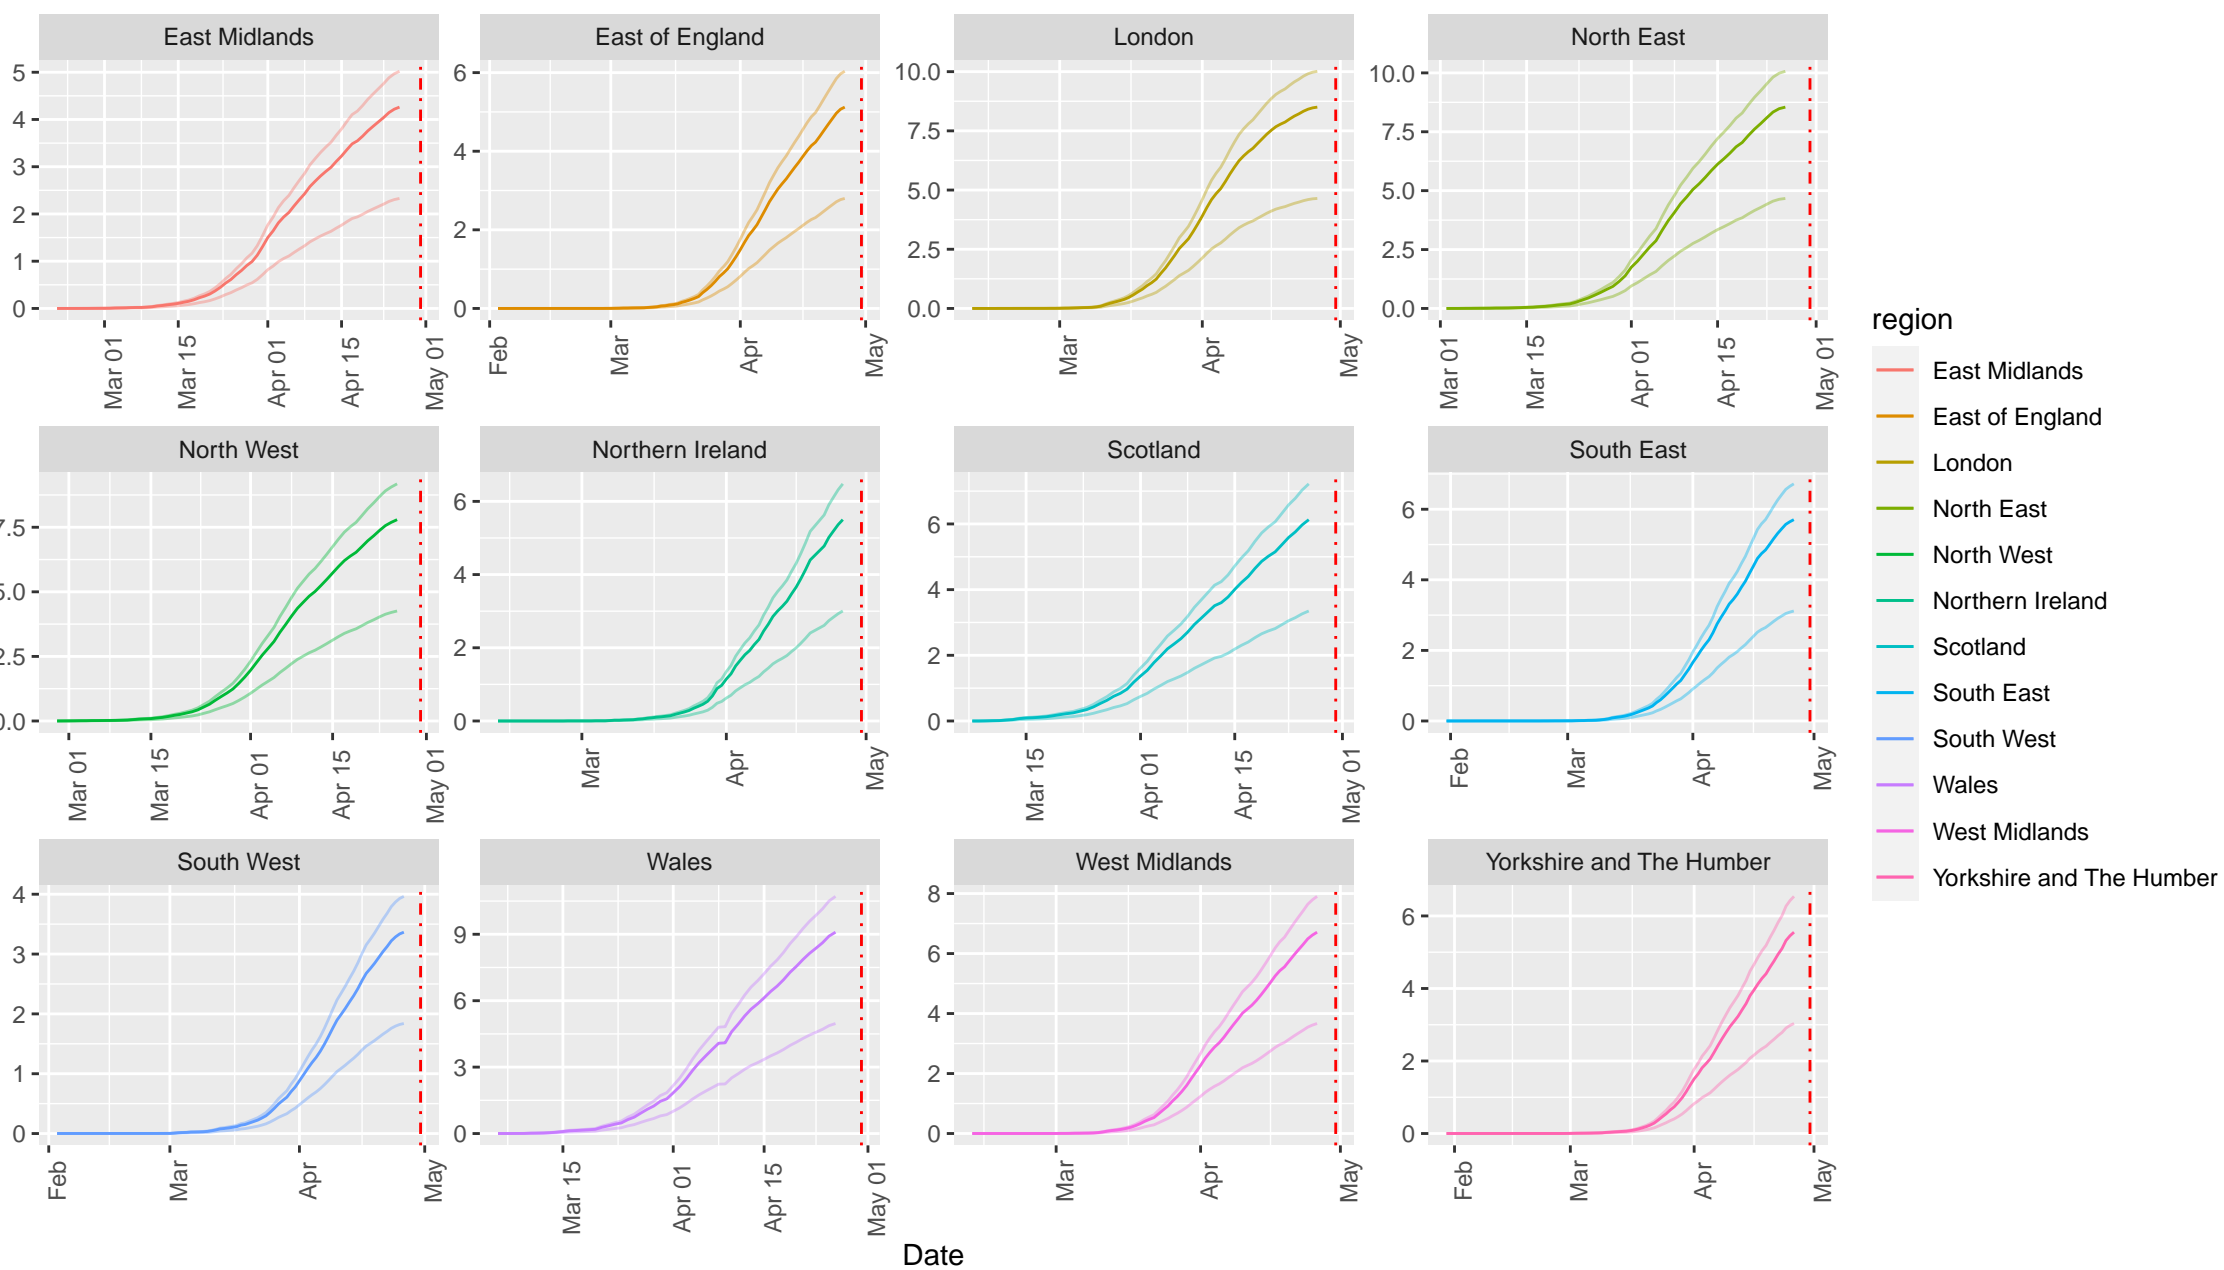 East Midlands
East of England
London
North East
5
4
3
2
1
0
6
4
2
0
10.0
7.5
5.0
2.5
0.0
10.0
7.5
5.0
2.5
0.0
Mar 01
Mar 15
Apr 01
Apr 15
May 01
Feb
Mar
Apr
May
Mar
Apr
May
Mar 01
Mar 15
Apr 01
Apr 15
May 01
North West
Northern Ireland
Scotland
South East
7.5
5.0
2.5
0.0
6
4
2
0
6
4
2
0
6
4
2
0
Mar 01
Mar 15
Apr 01
Apr 15
May 01
Mar
Apr
May
Mar 15
Apr 01
Apr 15
May 01
Feb
Mar
Apr
May
South West
Wales
West Midlands
Yorkshire and The Humber
4
3
2
1
0
9
6
3
0
8
6
4
2
0
6
4
2
0
Feb
Mar
Apr
May
Mar 15
Apr 01
Apr 15
May 01
Mar
Apr
May
Feb
Mar
Apr
May
Date
region
East Midlands
East of England
London
North East
North West
Northern Ireland
Scotland
South East
South West
Wales
West Midlands
Yorkshire and The Humber